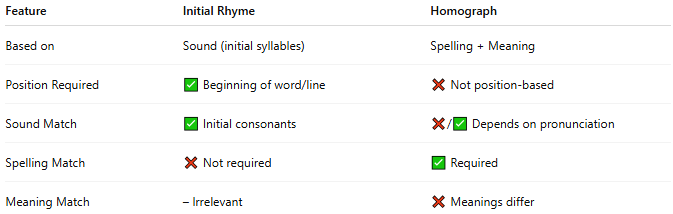 Feature Initial Rhyme Homograph
Based on Sound (initial syllables) Spelling + Meaning
Position Required ✅ Beginning of word/line ❌ Not position-based
Sound Match ✅ Initial consonants ❌/✅ Depends on pronunciation
Spelling Match ❌ Not required ✅ Required
Meaning Match – Irrelevant ❌ Meanings differ